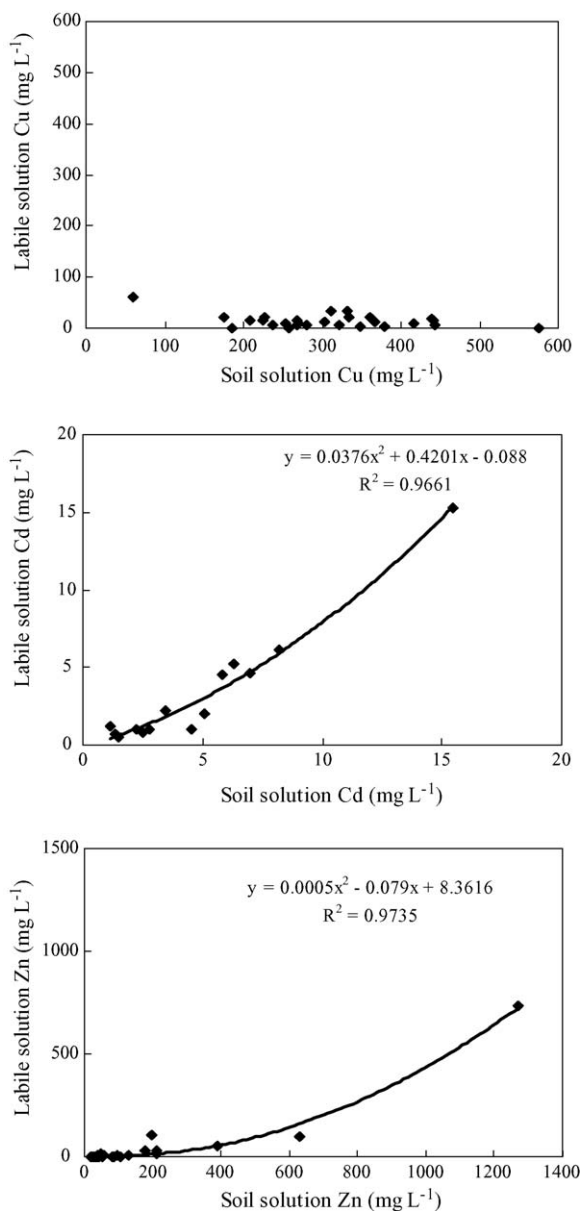 Labile solution Cu (mg L⁻¹)
600
500
400
300
200
100
0
0 100 200 300 400 500 600
Soil solution Cu (mg L⁻¹)
Labile solution Cd (mg L⁻¹)
20
15
10
5
0
y = 0.0376x² + 0.4201x - 0.088
R² = 0.9661
0 5 10 15 20
Soil solution Cd (mg L⁻¹)
Labile solution Zn (mg L⁻¹)
1500
1000
500
0
y = 0.0005x² - 0.079x + 8.3616
R² = 0.9735
0 200 400 600 800 1000 1200 1400
Soil solution Zn (mg L⁻¹)